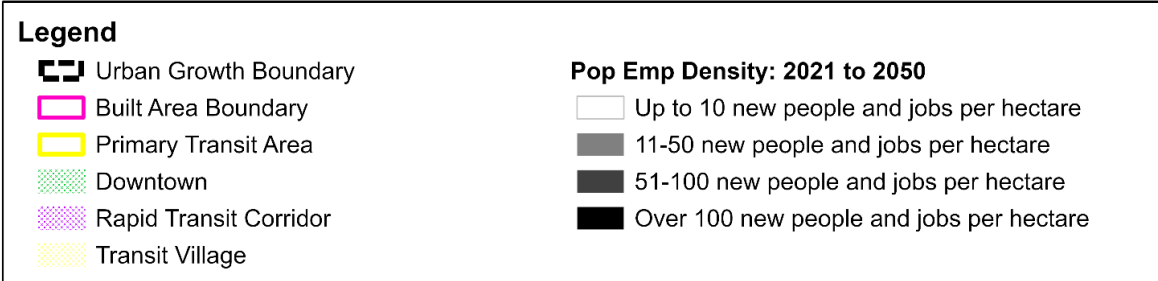 Legend
Urban Growth Boundary
Built Area Boundary
Primary Transit Area
Downtown
Rapid Transit Corridor
Transit Village
Pop Emp Density: 2021 to 2050
Up to 10 new people and jobs per hectare
11-50 new people and jobs per hectare
51-100 new people and jobs per hectare
Over 100 new people and jobs per hectare